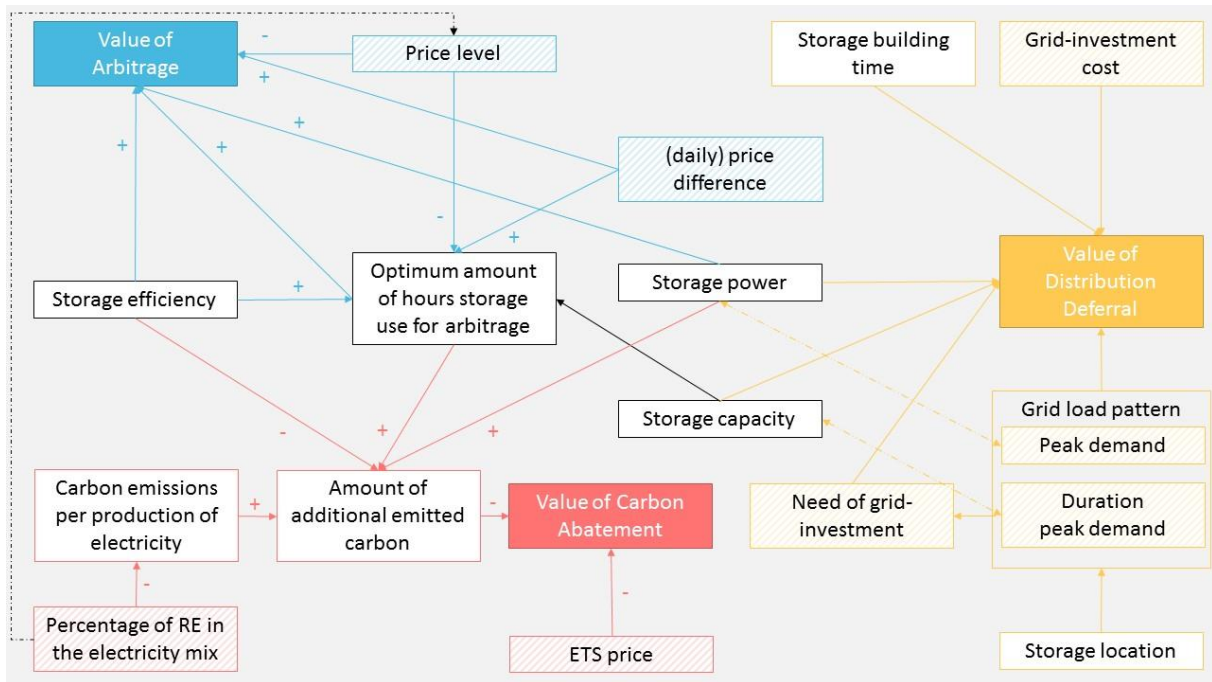 Value of
Arbitrage
-
Price level
+
Storage building
time
Grid-investment
cost
+
+
+
(daily) price
difference
-
+
Storage efficiency
+
Optimum amount
of hours storage
use for arbitrage
Storage power
Value of
Distribution
Deferral
Storage capacity
Grid load pattern
Peak demand
-
+
+
Carbon emissions
per production of
electricity
+
Amount of
additional emitted
carbon
-
Value of Carbon
Abatement
Need of grid-
investment
Duration
peak demand
-
-
Percentage of RE in
the electricity mix
ETS price
Storage location